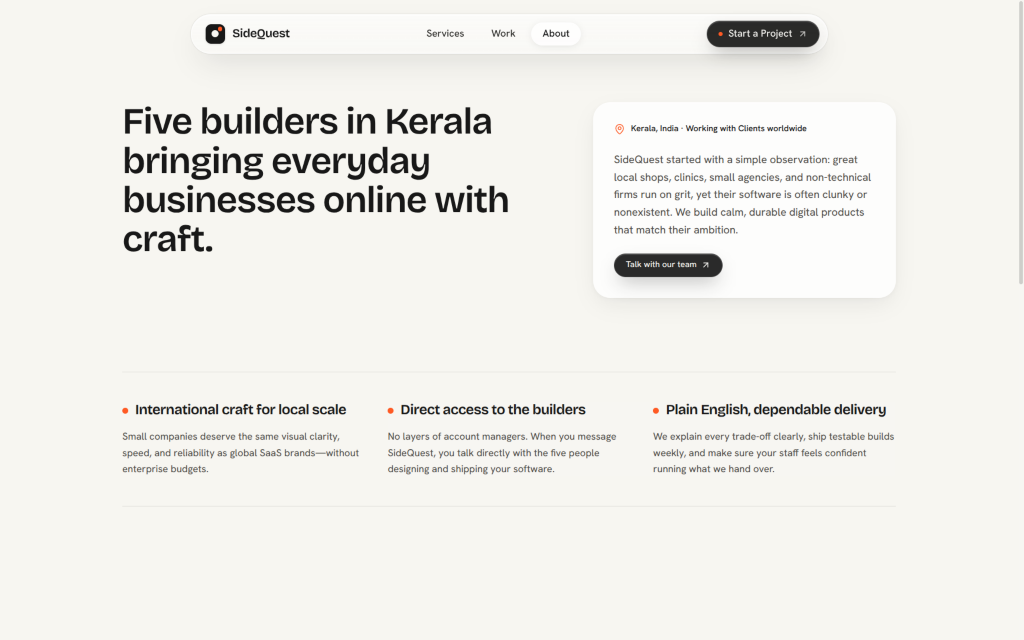 SideQuest
Services
Work
About
Start a Project
Five builders in Kerala
bringing everyday
businesses online with
craft.
Kerala, India · Working with Clients worldwide
SideQuest started with a simple observation: great
local shops, clinics, small agencies, and non-technical
firms run on grit, yet their software is often clunky or
nonexistent. We build calm, durable digital products
that match their ambition.
Talk with our team
International craft for local scale
Small companies deserve the same visual clarity,
speed, and reliability as global SaaS brands—without
enterprise budgets.
Direct access to the builders
No layers of account managers. When you message
SideQuest, you talk directly with the five people
designing and shipping your software.
Plain English, dependable delivery
We explain every trade-off clearly, ship testable builds
weekly, and make sure your staff feels confident
running what we hand over.